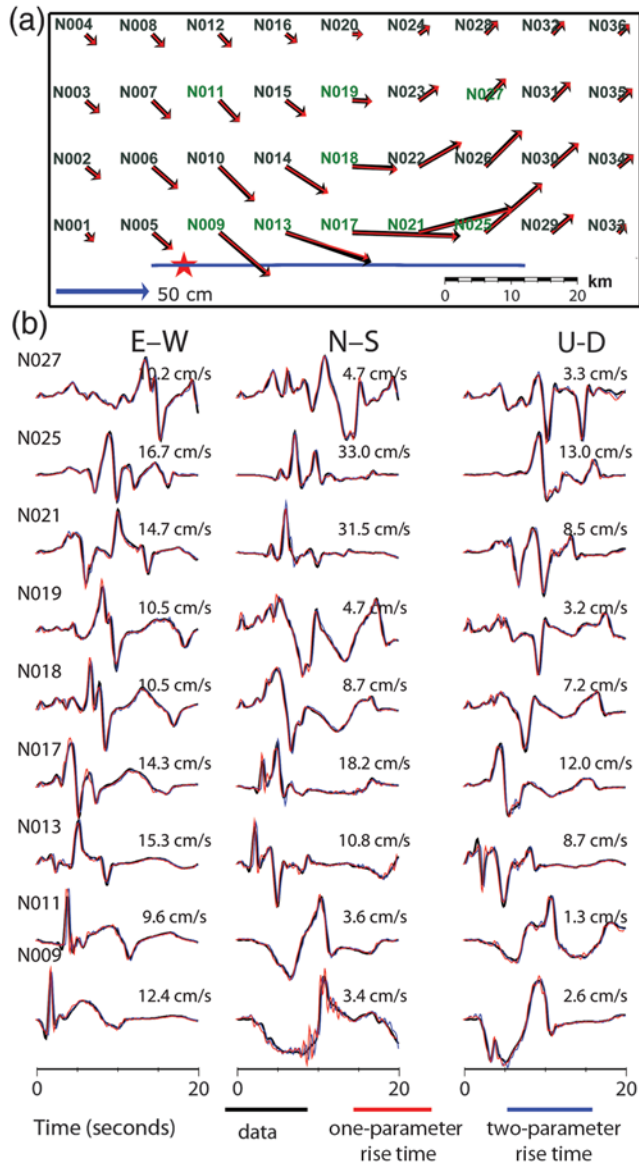 (a)
N004 N008 N012 N016 N020 N024 N028 N032 N036
N003 N007 N011 N015 N019 N023 N027 N031 N035
N002 N006 N010 N014 N018 N022 N026 N030 N034
N001 N005 N009 N013 N017 N021 N025 N029 N033
50 cm
km
0 10 20
(b)
E–W N–S U-D
N027 10.2 cm/s 4.7 cm/s 3.3 cm/s
N025 16.7 cm/s 33.0 cm/s 13.0 cm/s
N021 14.7 cm/s 31.5 cm/s 8.5 cm/s
N019 10.5 cm/s 4.7 cm/s 3.2 cm/s
N018 10.5 cm/s 8.7 cm/s 7.2 cm/s
N017 14.3 cm/s 18.2 cm/s 12.0 cm/s
N013 15.3 cm/s 10.8 cm/s 8.7 cm/s
N011 9.6 cm/s 3.6 cm/s 1.3 cm/s
N009 12.4 cm/s 3.4 cm/s 2.6 cm/s
0 20 0 20 0 20
Time (seconds) data one-parameter two-parameter
rise time rise time